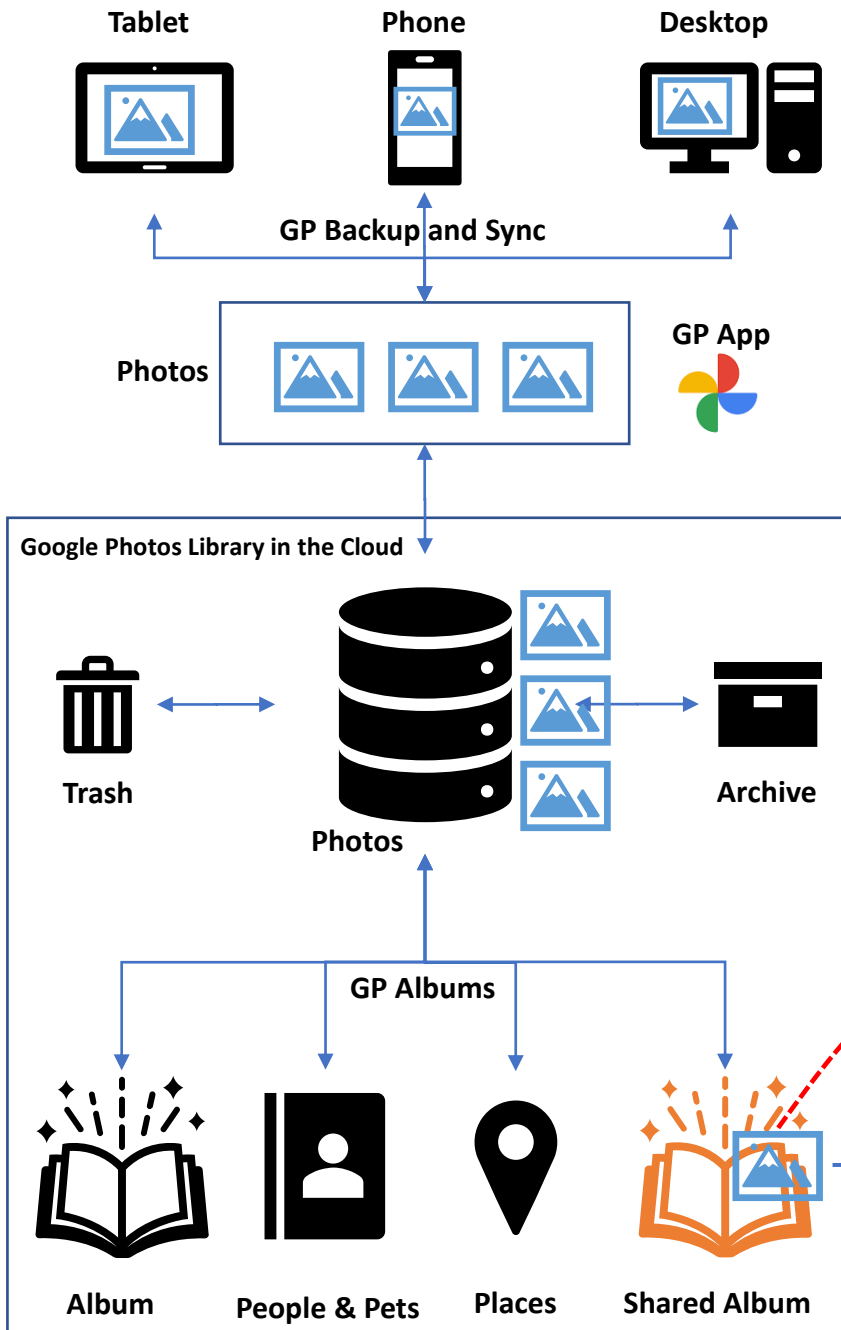 Tablet
Phone
Desktop
GP Backup and Sync
Photos
GP App
Google Photos Library in the Cloud
Trash
Photos
Archive
GP Albums
Album
People & Pets
Places
Shared Album